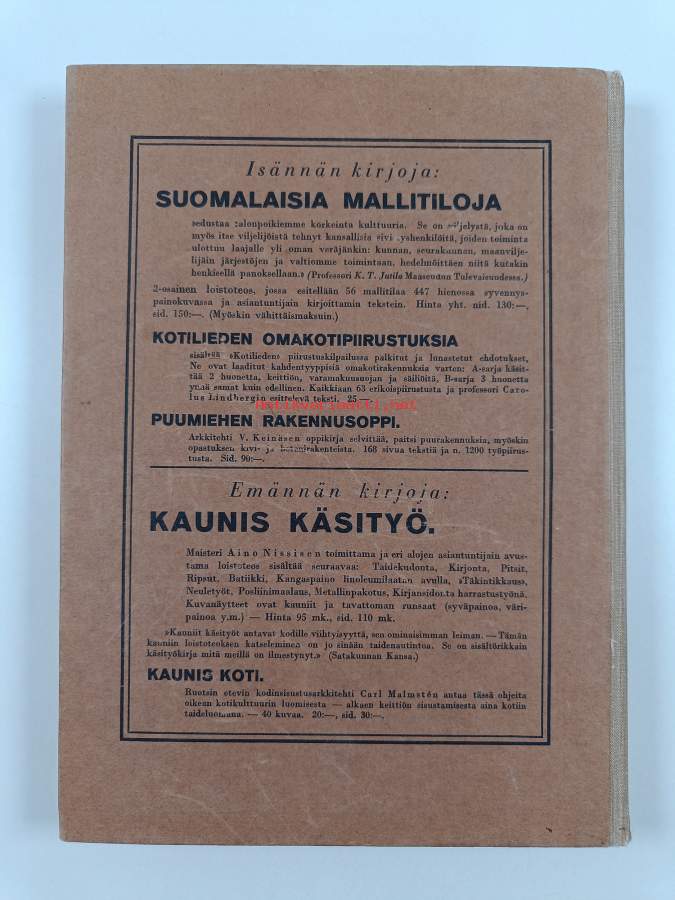 Isännän kirjoja:
SUOMALAISIA MALLITILOJA
»edustaa talonpoikiemme korkeinta kulttuuria. Se on viljelystä, joka on
myös itse viljelijöistä tehnyt kansallisia sivistyshenkilöitä, joiden toiminta
ulottuu laajalle yli oman veräjänkin: kunnan, seurakunnan, maanvilje-
lijäin järjestöjen ja valtiomme toimintaan, hedelmöittäen niitä kutakin
henkisellä panoksellaan.» (Professori K. T. Jutila Maaseudun Tulevaisuudessa.)
2-osainen loistoteos, jossa esitellään 56 mallitilaa 447 hienossa syvennys-
painokuvassa ja asiantuntijain kirjoittamin tekstein. Hinta yht. nid. 130:—,
sid. 150:—. (Myöskin vähittäismaksuin.)
KOTILIEDEN OMAKOTIPIIRUSTUKSIA
sisältää »Kotilieden» piirustuskilpailussa palkitut ja lunastetut ehdotukset.
Ne ovat laaditut kahdentyyppisiä omakotirakennuksia varten: A-sarja käsit-
tää 2 huonetta, keittiön, varamakuusuojan ja säiliöitä, B-sarja 3 huonetta
ynnä samat kuin edellinen. Kaikkiaan 63 erikoispiirustusta ja professori Caro-
lus Lindbergin esittelevä teksti. 25—
antikvariaatti.net
PUUMIEHEN RAKENNUSOPPI.
Arkkitehti V. Keinäsen oppikirja selvittää, paitsi puurakennuksia, myöskin
opastuksen kivi- ja betonirakenteista. 168 sivua tekstiä ja n. 1200 työpiirus-
tusta. Sid. 90:—.
Emännän kirjoja:
KAUNIS KÄSITYÖ.
Maisteri Aino Nissisen toimittama ja eri alojen asiantuntijain avus-
tama loistoteos sisältää seuraavaa: Taidekudonta, Kirjonta, Pitsit,
Ripsut, Batiikki, Kangaspaino linoleumilaatan avulla, »Täkintikkaus»,
Neuletyöt, Posliinimaalaus, Metallinpakotus, Kirjansidonta harrastustyönä.
Kuvanäytteet ovat kauniit ja tavattoman runsaat (syväpainoa, väri-
painoa y.m.) — Hinta 95 mk., sid. 110 mk.
»Kauniit käsityöt antavat kodille viihtyisyyttä, sen ominaisimman leiman. — Tämän
kauniin loistoteoksen katseleminen on jo sinään taidenautintoa. Se on sisältörikkain
käsityökirja mitä meillä on ilmestynyt.» (Satakunnan Kansa.)
KAUNIS KOTI.
Ruotsin etevin kodinsisustusarkkitehti Carl Malmstén antaa tässä ohjeita
oikean kotikulttuurin luomisesta — alkaen keittiön sisustamisesta aina kotiin
taideluomana. — 40 kuvaa. 20:—, sid. 30:—.